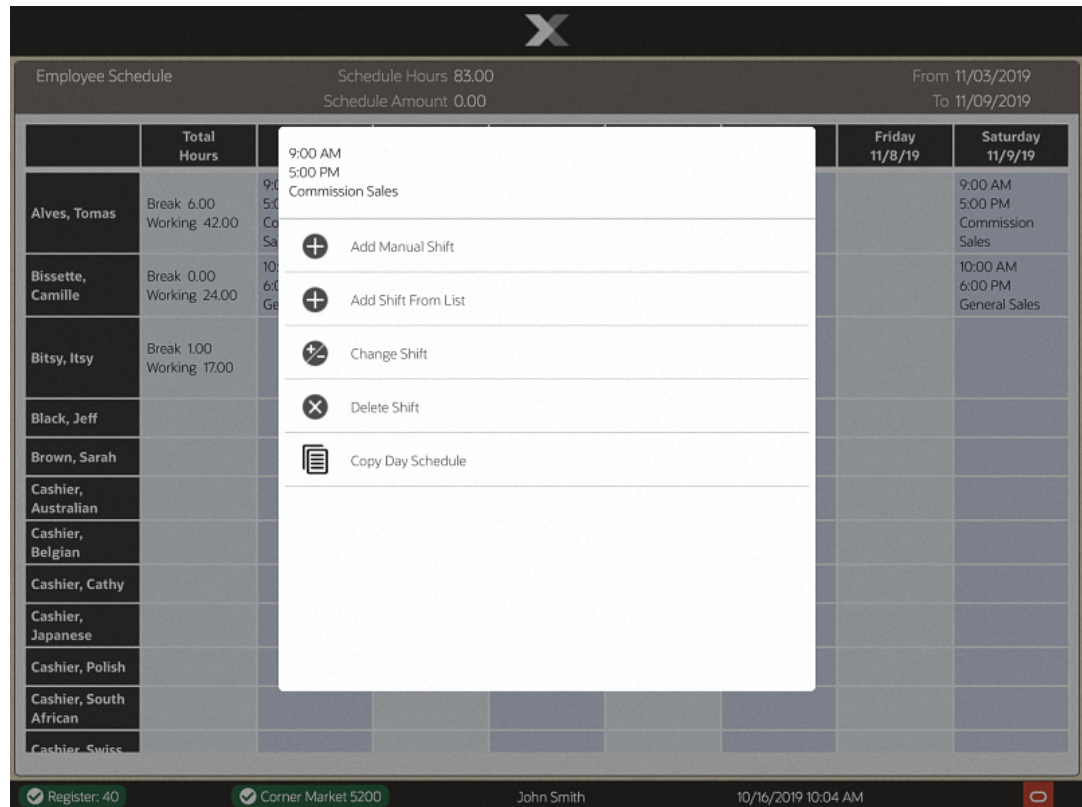 Employee Schedule
Schedule Hours 83.00
From 11/03/2019
Schedule Amount 0.00
To 11/09/2019
Total
Hours
Friday
11/8/19
Saturday
11/9/19
9:00 AM
5:00 PM
Commission Sales
Add Manual Shift
Add Shift From List
Change Shift
Delete Shift
Copy Day Schedule
Alves, Tomas
Break 6.00
Working 42.00
9:00 AM
5:00 PM
Commission
Sales
Bissette,
Camille
Break 0.00
Working 24.00
10:00 AM
6:00 PM
General Sales
Bitsy, Itsy
Break 1.00
Working 17.00
Black, Jeff
Brown, Sarah
Cashier,
Australian
Cashier,
Belgian
Cashier, Cathy
Cashier,
Japanese
Cashier, Polish
Cashier, South
African
Cashier, Swiss
Register: 40
Corner Market 5200
John Smith
10/16/2019 10:04 AM